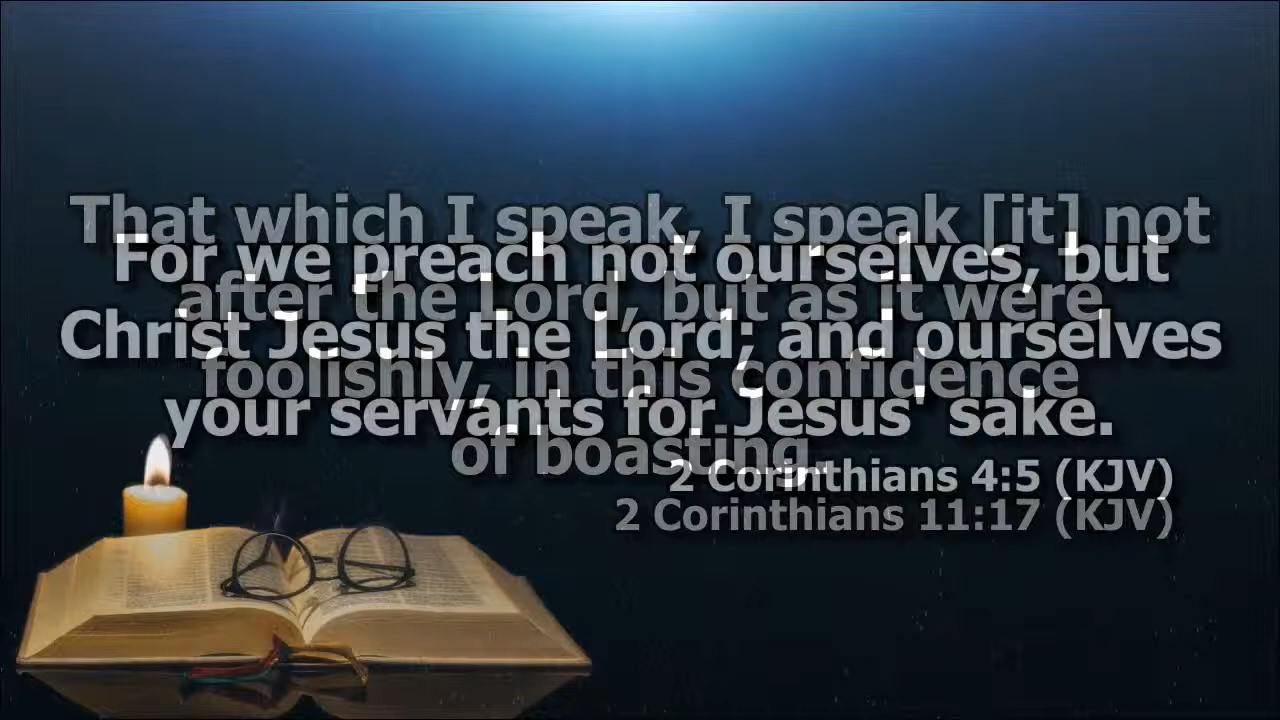 That which I speak, I speak [it] not
after the Lord, but as it were
foolishly, in this confidence
of boasting.
2 Corinthians 11:17 (KJV)
For we preach not ourselves, but
Christ Jesus the Lord; and ourselves
your servants for Jesus' sake.
2 Corinthians 4:5 (KJV)